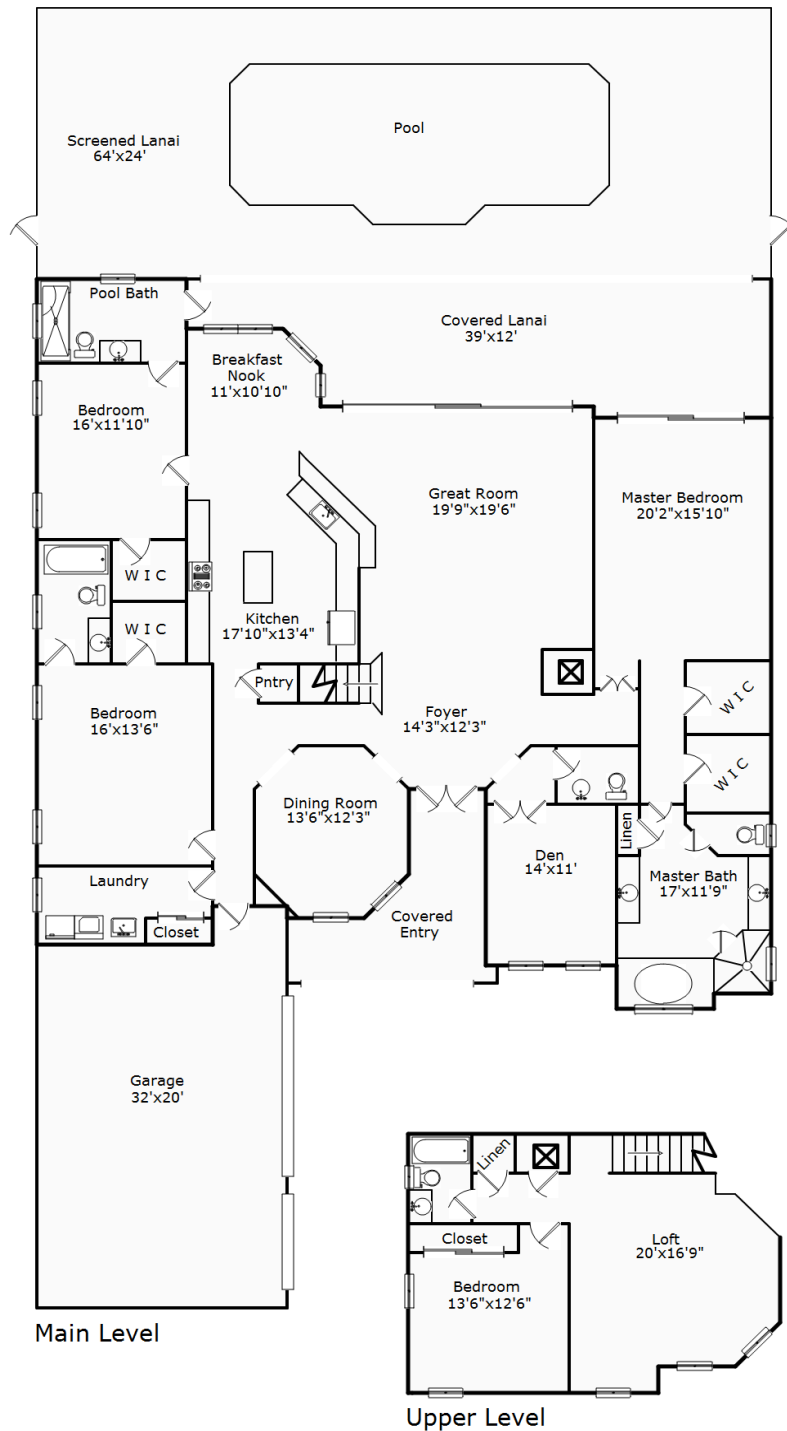 Pool
Screened Lanai
64'x24'
Pool Bath
Covered Lanai
39'x12'
Breakfast
Nook
11'x10'10"
Bedroom
16'x11'10"
Great Room
19'9"x19'6"
Master Bedroom
20'2"x15'10"
W I C
W I C
Kitchen
17'10"x13'4"
Pntry
Bedroom
16'x13'6"
Foyer
14'3"x12'3"
W I C
W I C
Dining Room
13'6"x12'3"
Den
14'x11'
Linen
Master Bath
17'x11'9"
Laundry
Closet
Covered
Entry
Garage
32'x20'
Main Level
Linen
Closet
Loft
20'x16'9"
Bedroom
13'6"x12'6"
Upper Level